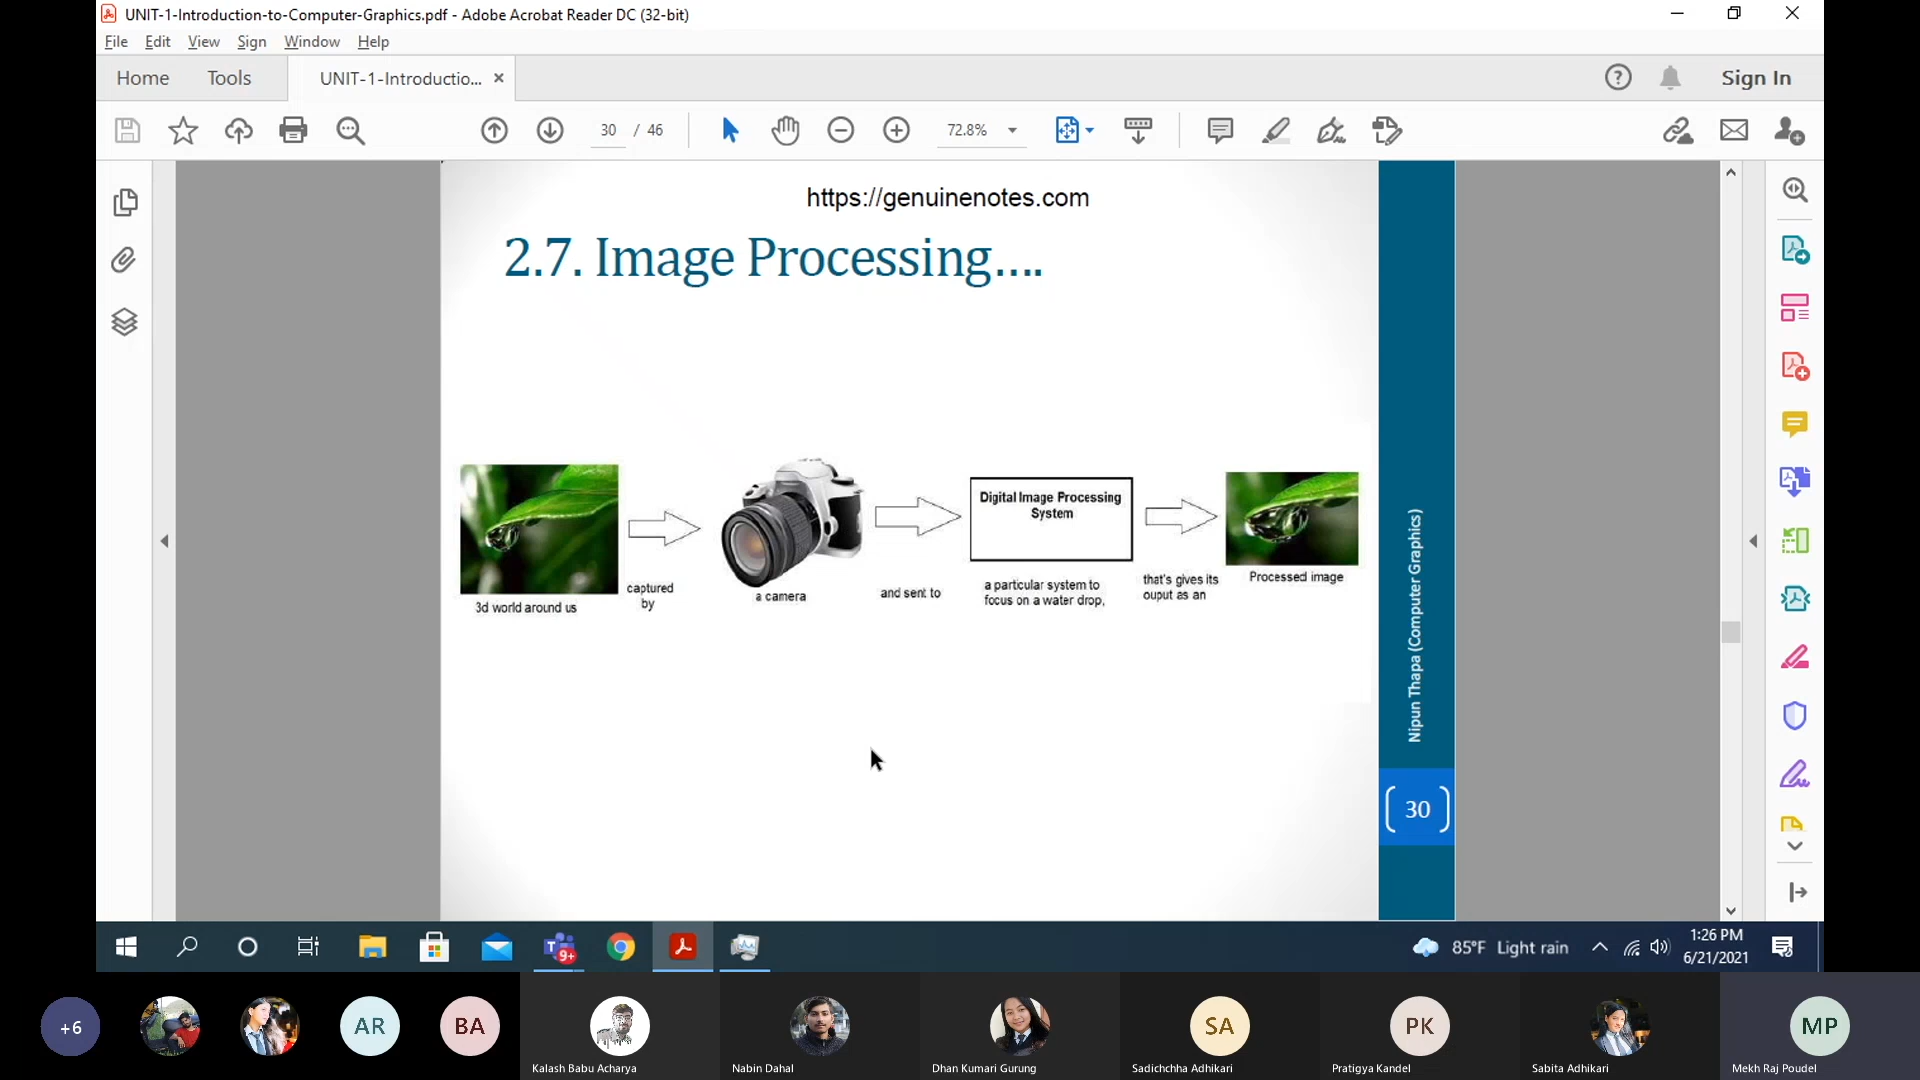 UNIT-1-Introduction-to-Computer-Graphics.pdf - Adobe Acrobat Reader DC (32-bit)
File Edit View Sign Window Help
Home Tools UNIT-1-Introductio... × Sign In
30 / 46 72.8%
https://genuinenotes.com
2.7. Image Processing....
Digital Image Processing
System
3d world around us
captured
by
a camera
and sent to
a particular system to
focus on a water drop,
that's gives its
ouput as an
Processed image
Nipun Thapa (Computer Graphics)
30
9+
85°F Light rain
1:26 PM
6/21/2021
+6 AR BA SA PK MP
Kalash Babu Acharya Nabin Dahal Dhan Kumari Gurung Sadichchha Adhikari Pratigya Kandel Sabita Adhikari Mekh Raj Poudel